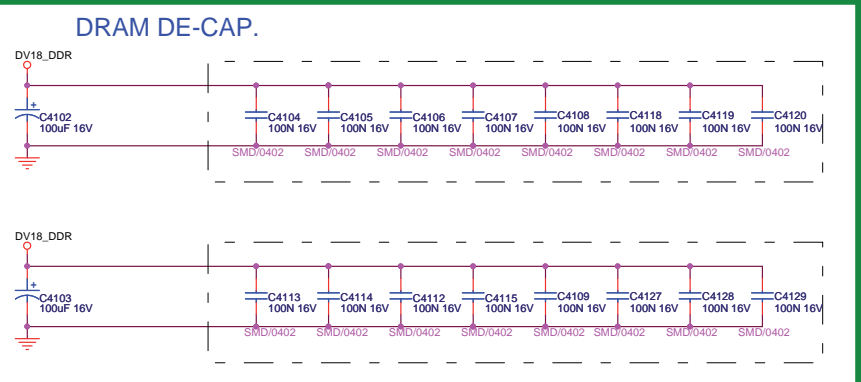 DRAM DE-CAP.
DV18_DDR
+
C4102
100uF 16V
C4104
100N 16V
C4105
100N 16V
C4106
100N 16V
C4107
100N 16V
C4108
100N 16V
C4118
100N 16V
C4119
100N 16V
C4120
100N 16V
SMD/0402 SMD/0402 SMD/0402 SMD/0402 SMD/0402 SMD/0402 SMD/0402 SMD/0402
DV18_DDR
+
C4103
100uF 16V
C4113
100N 16V
C4114
100N 16V
C4112
100N 16V
C4115
100N 16V
C4109
100N 16V
C4127
100N 16V
C4128
100N 16V
C4129
100N 16V
SMD/0402 SMD/0402 SMD/0402 SMD/0402 SMD/0402 SMD/0402 SMD/0402 SMD/0402